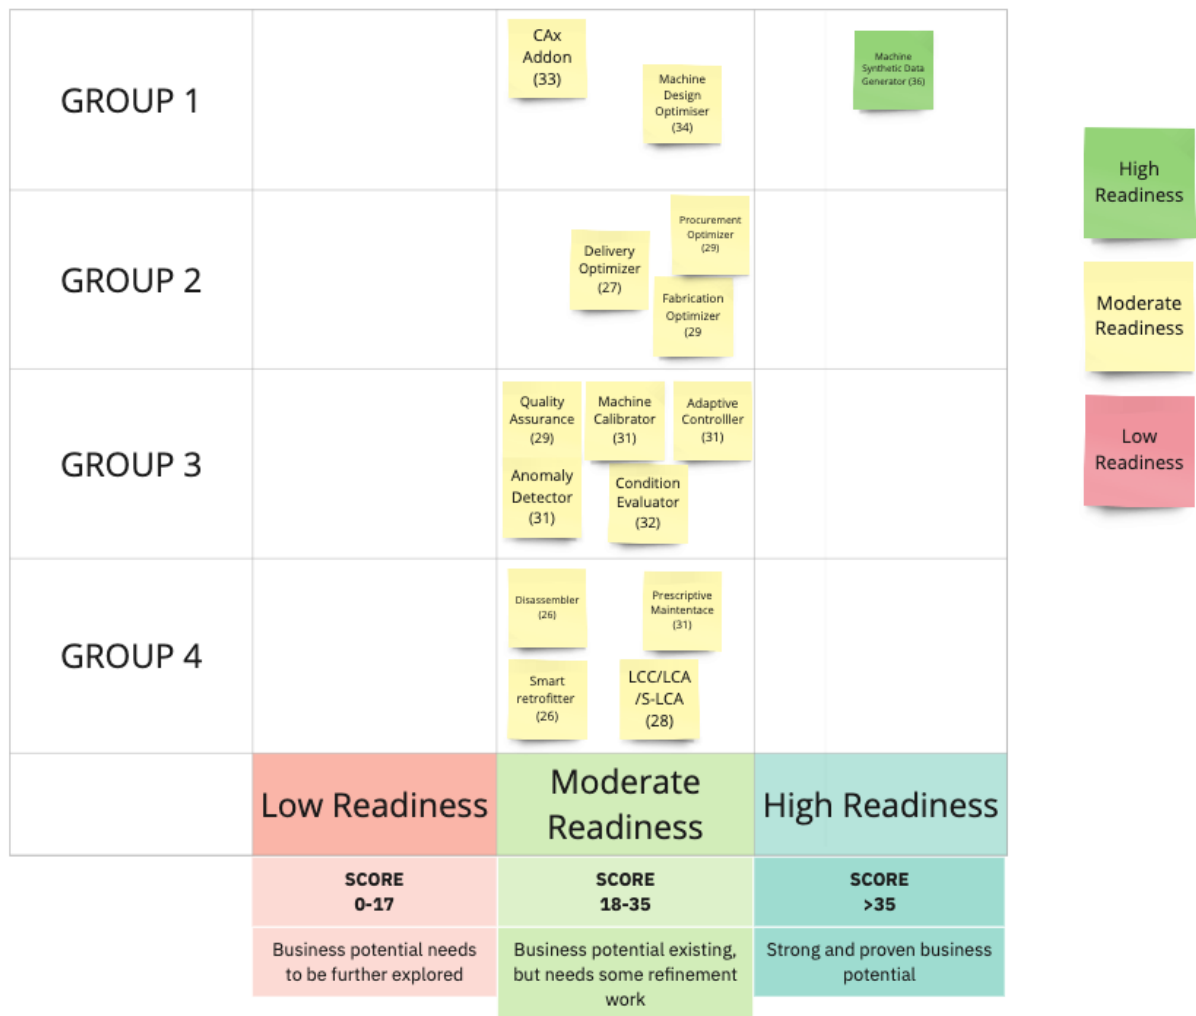 GROUP 1
CAx
Addon
(33)
Machine
Design
Optimiser
(34)
Machine
Synthetic Data
Generator (36)
GROUP 2
Delivery
Optimizer
(27)
Procurement
Optimizer
(29)
Fabrication
Optimizer
(29
GROUP 3
Quality
Assurance
(29)
Machine
Calibrator
(31)
Adaptive
Controlller
(31)
Anomaly
Detector
(31)
Condition
Evaluator
(32)
GROUP 4
Disassembler
(26)
Prescriptive
Maintentace
(31)
Smart
retrofitter
(26)
LCC/LCA
/S-LCA
(28)
Low Readiness
Moderate
Readiness
High Readiness
SCORE
0-17
SCORE
18-35
SCORE
>35
Business potential needs
to be further explored
Business potential existing,
but needs some refinement
work
Strong and proven business
potential
High
Readiness
Moderate
Readiness
Low
Readiness